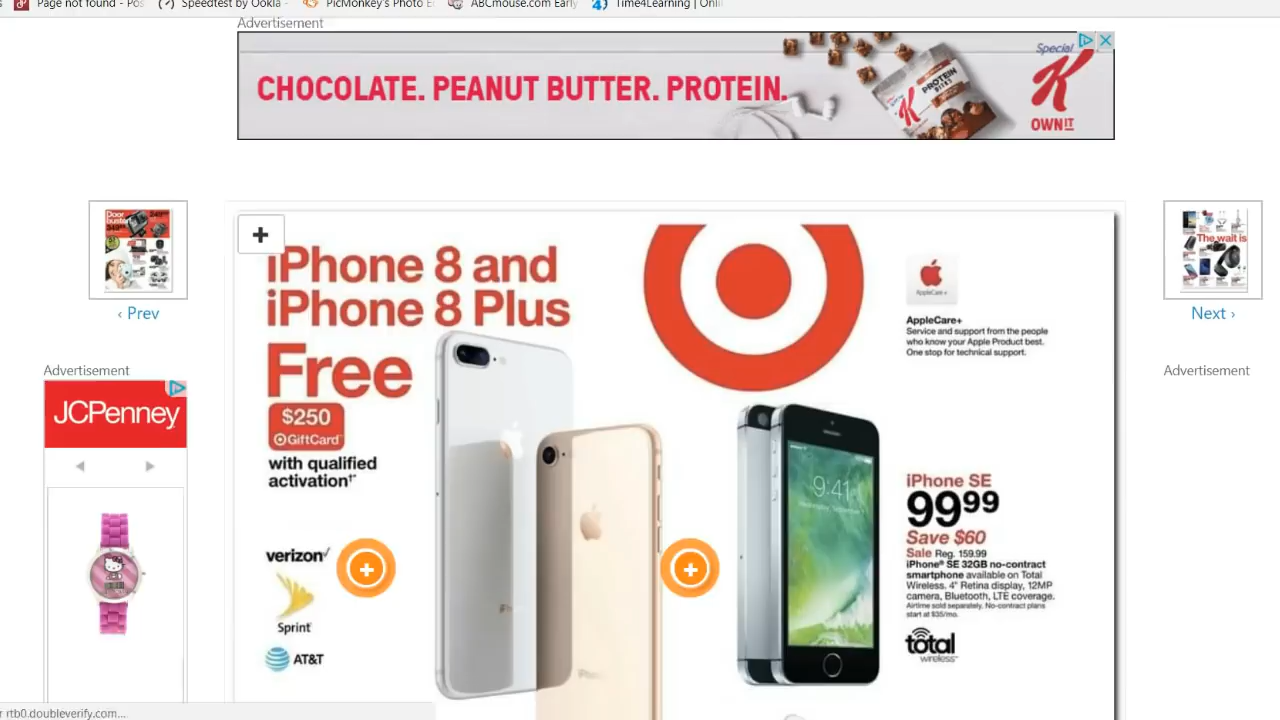 Page not found - Pos
Speedtest by Ookla -
PicMonkey's Photo E
ABCmouse.com Early
Time4Learning | Onli
Advertisement
CHOCOLATE. PEANUT BUTTER. PROTEIN.
Special
K
PROTEIN
BITES
OWN IT
iPhone 8 and
iPhone 8 Plus
Free
$250
GiftCard
with qualified
activation†*
verizon✓
Sprint
AT&T
AppleCare+
AppleCare+
Service and support from the people
who know your Apple Product best.
One stop for technical support.
9:41
iPhone SE
99⁹⁹
Save $60
Sale Reg. 159.99
iPhone® SE 32GB no-contract
smartphone available on Total
Wireless. 4" Retina display, 12MP
camera, Bluetooth, LTE coverage.
Airtime sold separately. No-contract plans
start at $35/mo.
total
wireless
Door
buster
‹ Prev
Advertisement
JCPenney
The wait is
Next ›
Advertisement
r rtb0.doubleverify.com...